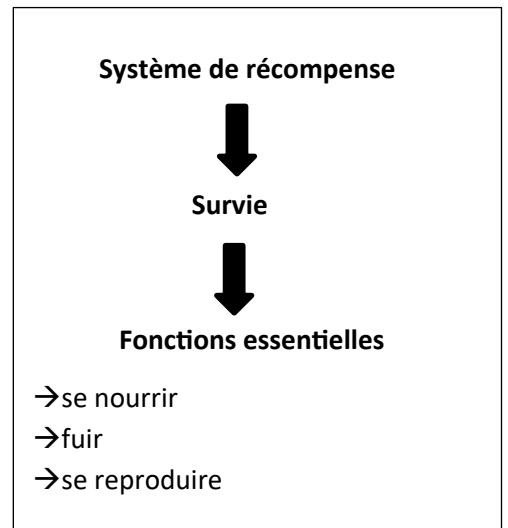 Système de récompense
Survie
Fonctions essentielles
→se nourrir
→fuir
→se reproduire